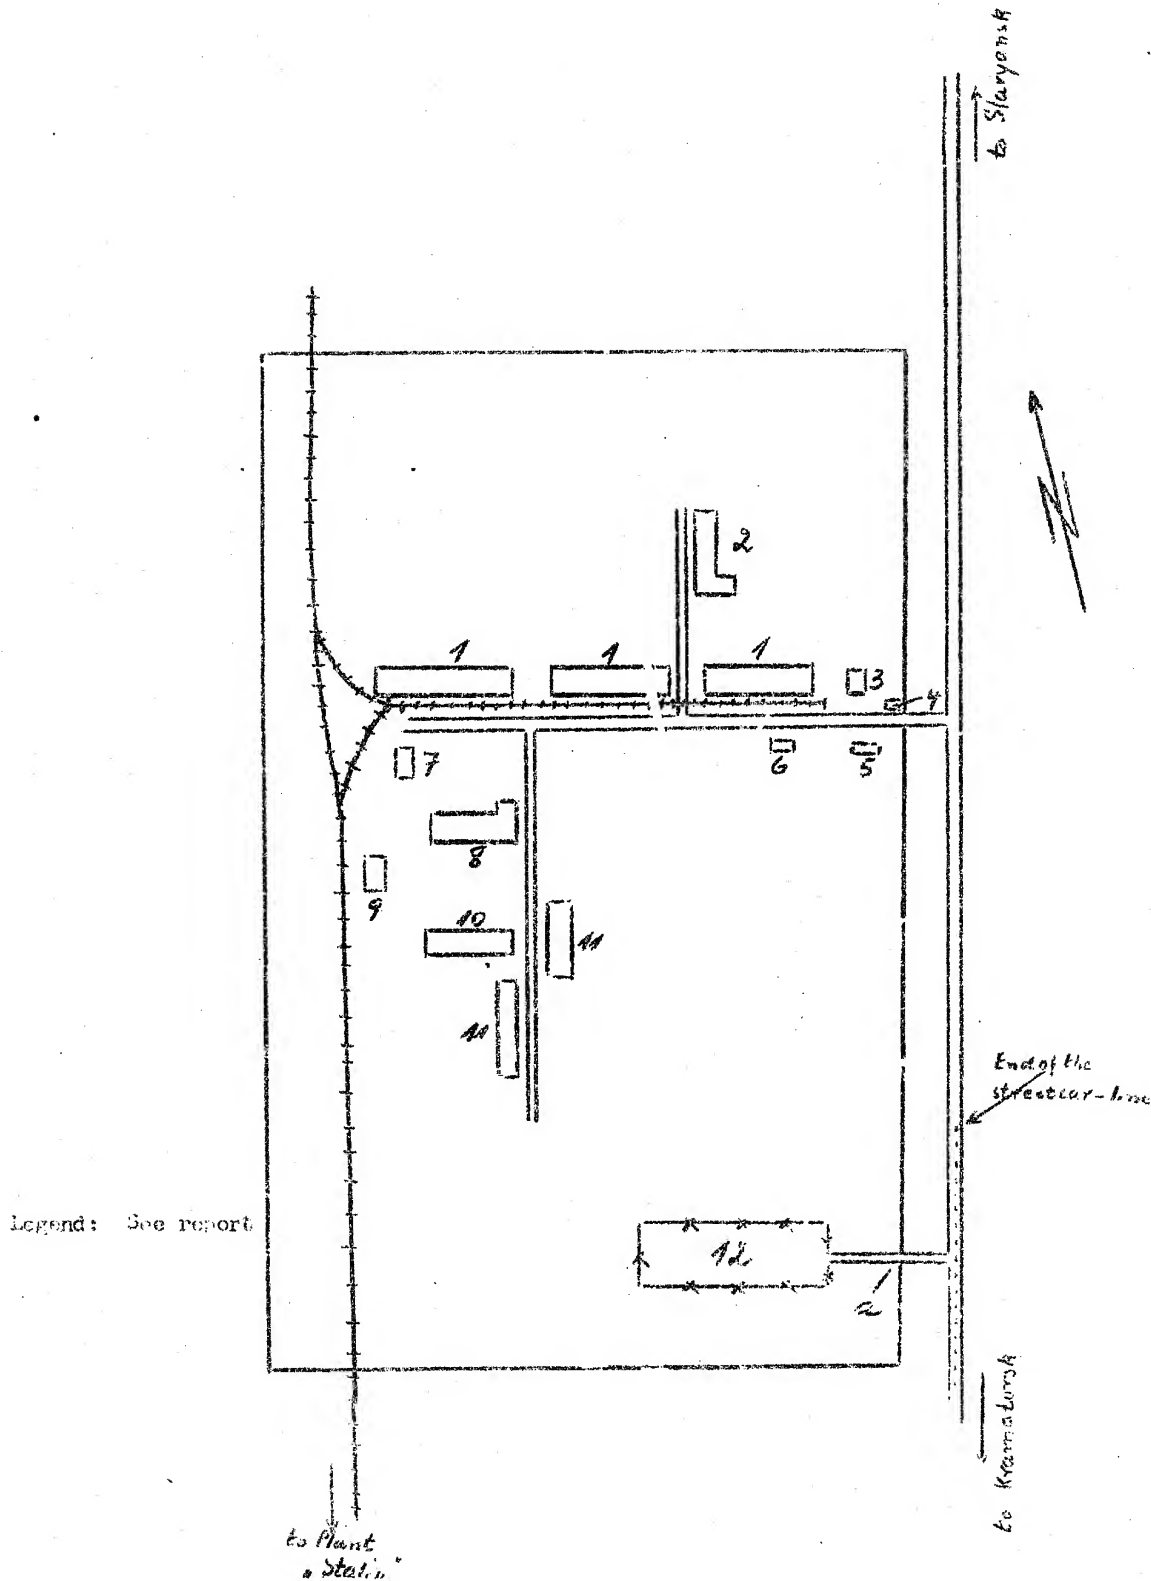 to Slavyansk
2
1
1
1
3
4
7
6
5
8
9
10
11
11
End of the
streetcar-line
Legend: See report
12
a
to Kramatorsk
to Plant
„Stalin"